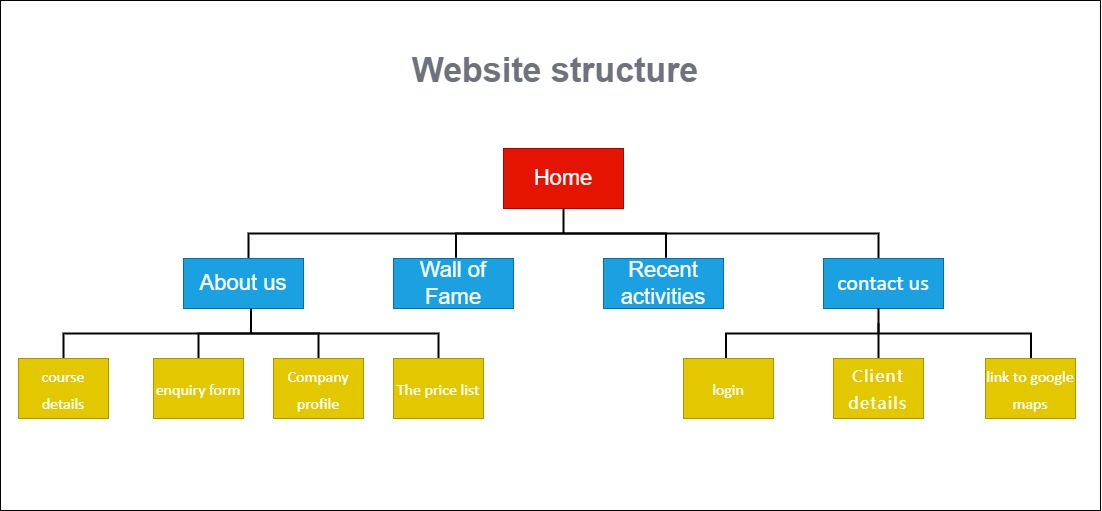 Website structure
Home
About us
Wall of
Fame
Recent
activities
contact us
course
details
enquiry form
Company
profile
The price list
login
Client
details
link to google
maps